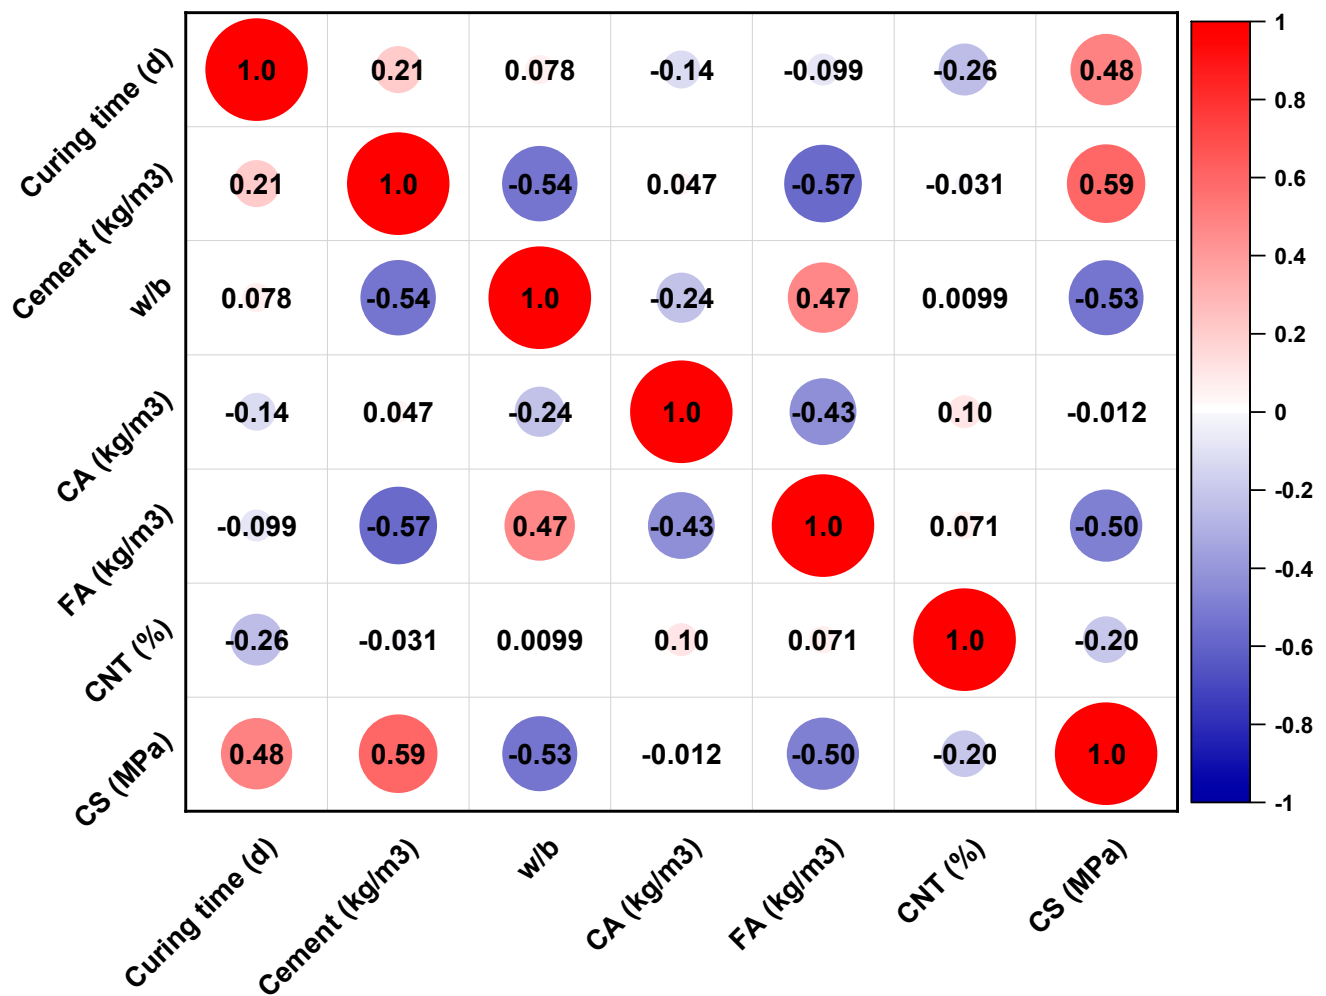 Curing time (d) 1.0 0.21 0.078 -0.14 -0.099 -0.26 0.48
Cement (kg/m3) 0.21 1.0 -0.54 0.047 -0.57 -0.031 0.59
w/b 0.078 -0.54 1.0 -0.24 0.47 0.0099 -0.53
CA (kg/m3) -0.14 0.047 -0.24 1.0 -0.43 0.10 -0.012
FA (kg/m3) -0.099 -0.57 0.47 -0.43 1.0 0.071 -0.50
CNT (%) -0.26 -0.031 0.0099 0.10 0.071 1.0 -0.20
CS (MPa) 0.48 0.59 -0.53 -0.012 -0.50 -0.20 1.0
Curing time (d) Cement (kg/m3) w/b CA (kg/m3) FA (kg/m3) CNT (%) CS (MPa)
1
0.8
0.6
0.4
0.2
0
-0.2
-0.4
-0.6
-0.8
-1